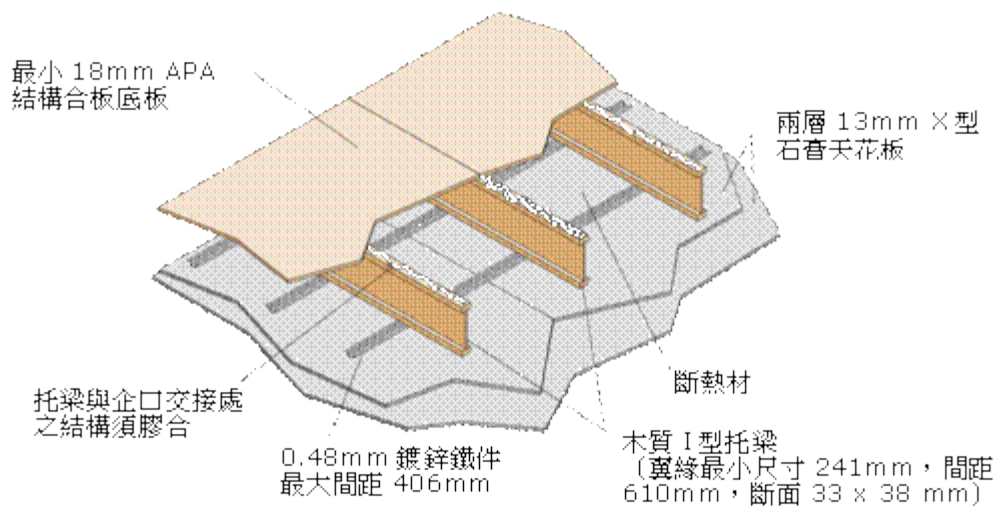 最小 18mm APA
結構合板底板
兩層 13mm X 型
石膏天花板
斷熱材
托梁與企口交接處
之結構須膠合
0.48mm 鍍鋅鐵件
最大間距 406mm
木質 I 型托梁
（翼緣最小尺寸 241mm，間距
610mm，斷面 33 x 38 mm）